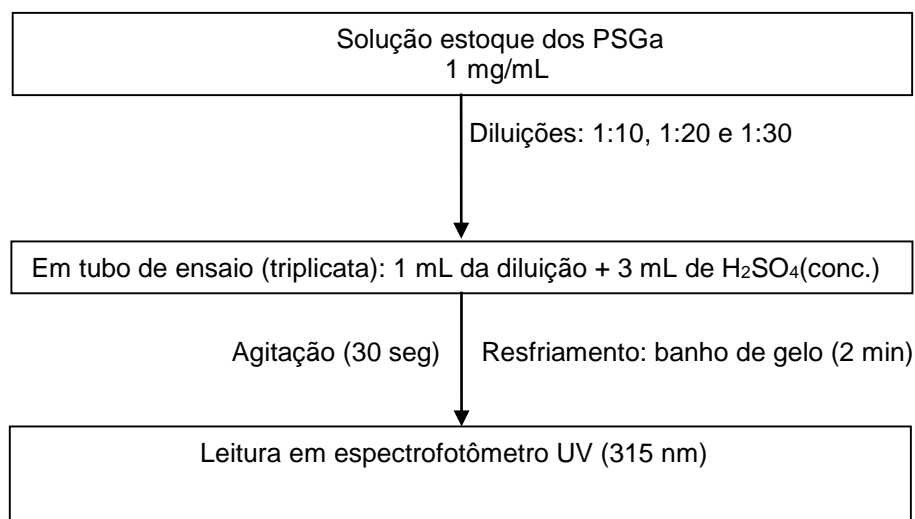 Solução estoque dos PSGa
1 mg/mL
Diluições: 1:10, 1:20 e 1:30
Em tubo de ensaio (triplicata): 1 mL da diluição + 3 mL de H₂SO₄(conc.)
Agitação (30 seg) Resfriamento: banho de gelo (2 min)
Leitura em espectrofotômetro UV (315 nm)